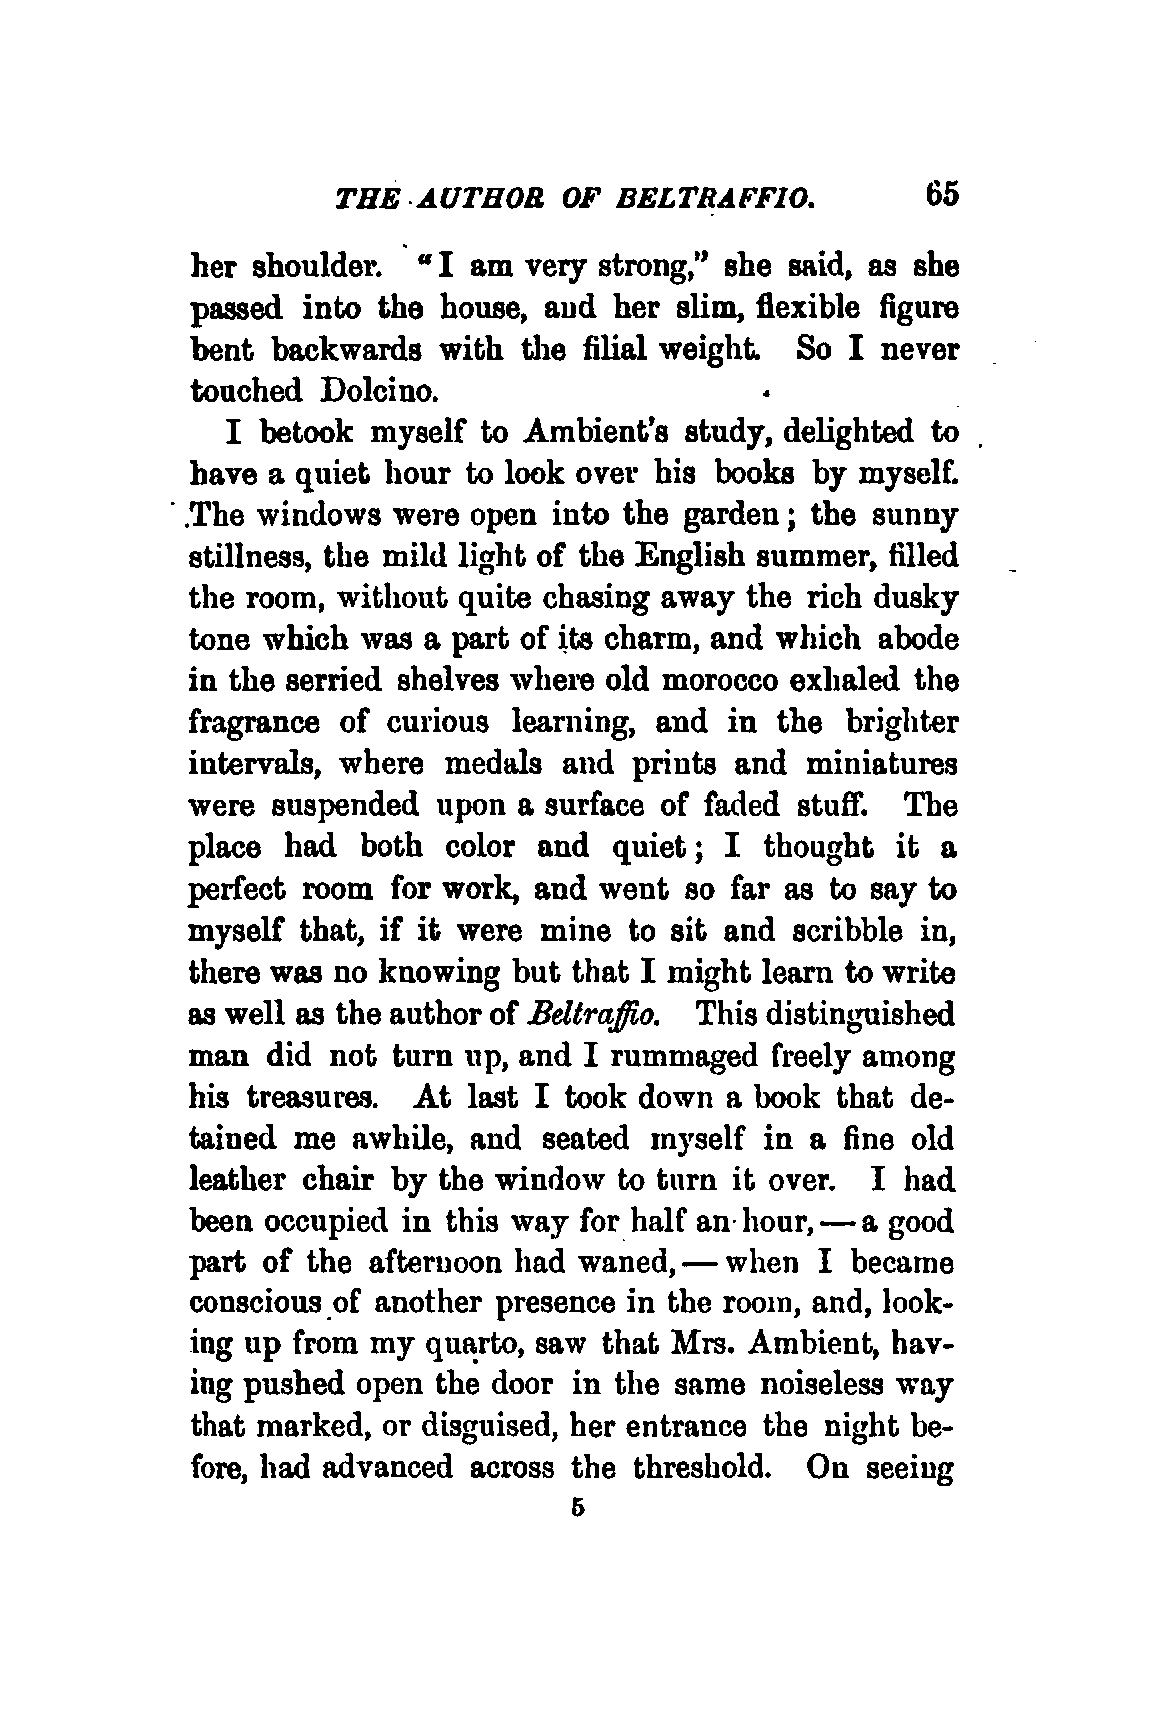 THE AUTHOR OF BELTRAFFIO. 65
her shoulder. "I am very strong," she said, as she
passed into the house, and her slim, flexible figure
bent backwards with the filial weight. So I never
touched Dolcino.
I betook myself to Ambient's study, delighted to
have a quiet hour to look over his books by myself.
The windows were open into the garden; the sunny
stillness, the mild light of the English summer, filled
the room, without quite chasing away the rich dusky
tone which was a part of its charm, and which abode
in the serried shelves where old morocco exhaled the
fragrance of curious learning, and in the brighter
intervals, where medals and prints and miniatures
were suspended upon a surface of faded stuff. The
place had both color and quiet; I thought it a
perfect room for work, and went so far as to say to
myself that, if it were mine to sit and scribble in,
there was no knowing but that I might learn to write
as well as the author of Beltraffio. This distinguished
man did not turn up, and I rummaged freely among
his treasures. At last I took down a book that de-
tained me awhile, and seated myself in a fine old
leather chair by the window to turn it over. I had
been occupied in this way for half an hour,—a good
part of the afternoon had waned,—when I became
conscious of another presence in the room, and, look-
ing up from my quarto, saw that Mrs. Ambient, hav-
ing pushed open the door in the same noiseless way
that marked, or disguised, her entrance the night be-
fore, had advanced across the threshold. On seeing
5